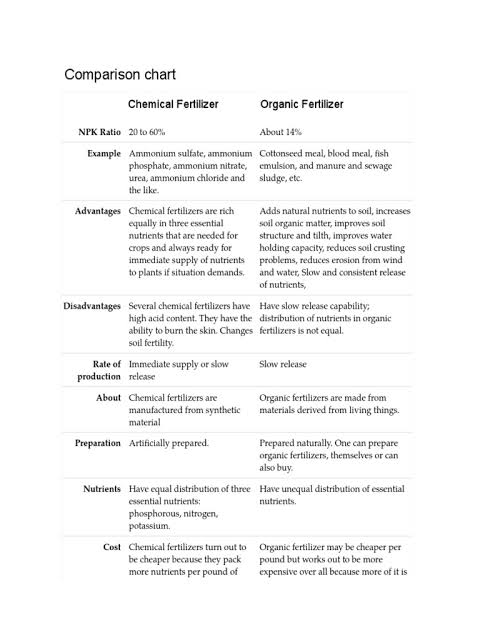 Comparison chart
Chemical Fertilizer Organic Fertilizer
NPK Ratio 20 to 60% About 14%
Example Ammonium sulfate, ammonium Cottonseed meal, blood meal, fish
phosphate, ammonium nitrate, emulsion, and manure and sewage
urea, ammonium chloride and sludge, etc.
the like.
Advantages Chemical fertilizers are rich Adds natural nutrients to soil, increases
equally in three essential soil organic matter, improves soil
nutrients that are needed for structure and tilth, improves water
crops and always ready for holding capacity, reduces soil crusting
immediate supply of nutrients problems, reduces erosion from wind
to plants if situation demands. and water, Slow and consistent release
of nutrients,
Disadvantages Several chemical fertilizers have Have slow release capability;
high acid content. They have the distribution of nutrients in organic
ability to burn the skin. Changes fertilizers is not equal.
soil fertility.
Rate of Immediate supply or slow Slow release
production release
About Chemical fertilizers are Organic fertilizers are made from
manufactured from synthetic materials derived from living things.
material
Preparation Artificially prepared. Prepared naturally. One can prepare
organic fertilizers, themselves or can
also buy.
Nutrients Have equal distribution of three Have unequal distribution of essential
essential nutrients: nutrients.
phosphorous, nitrogen,
potassium.
Cost Chemical fertilizers turn out to Organic fertilizer may be cheaper per
be cheaper because they pack pound but works out to be more
more nutrients per pound of expensive over all because more of it is